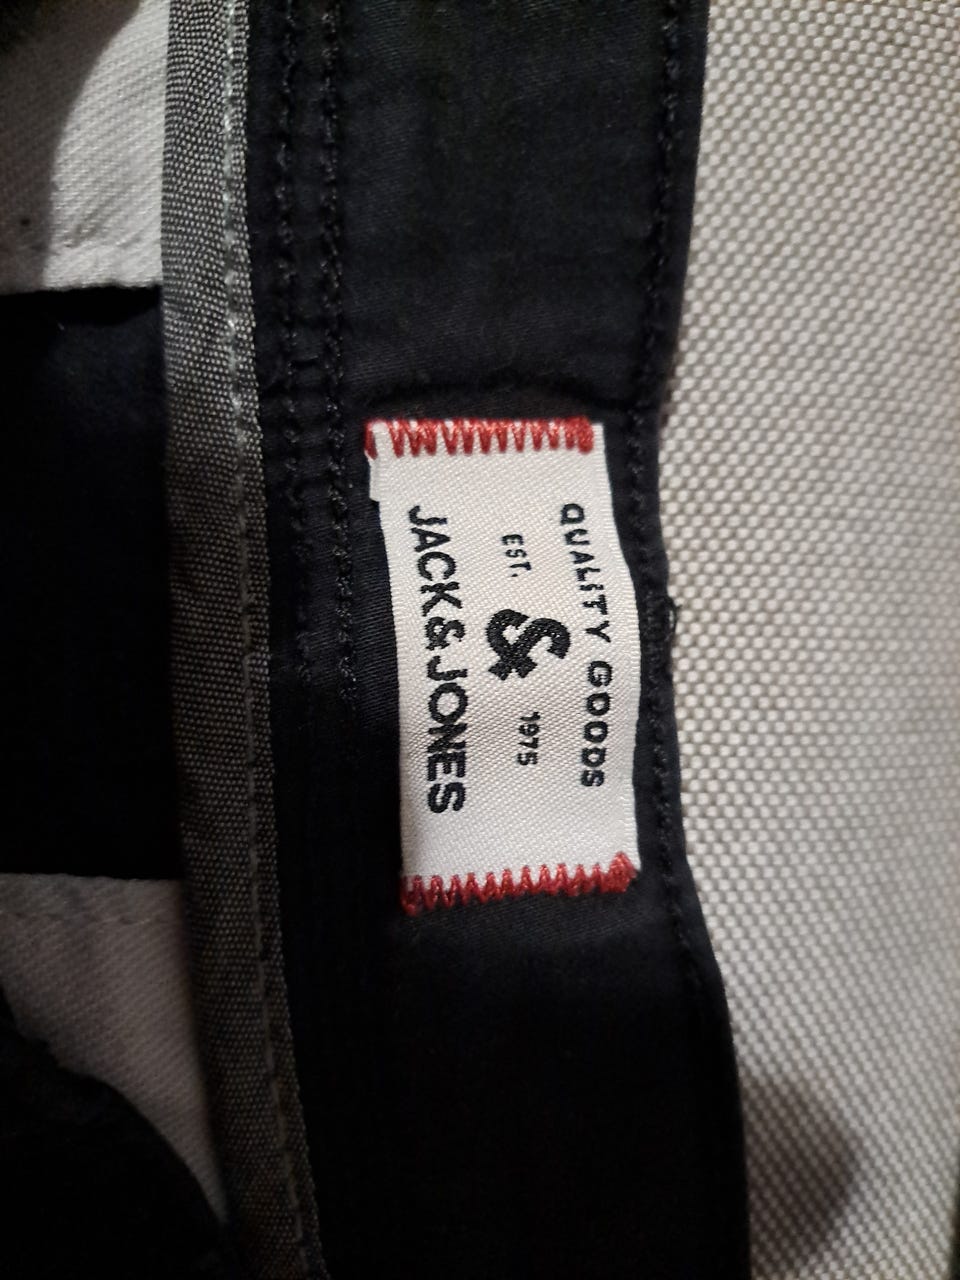 QUALITY GOODS
EST. & 1975
JACK & JONES